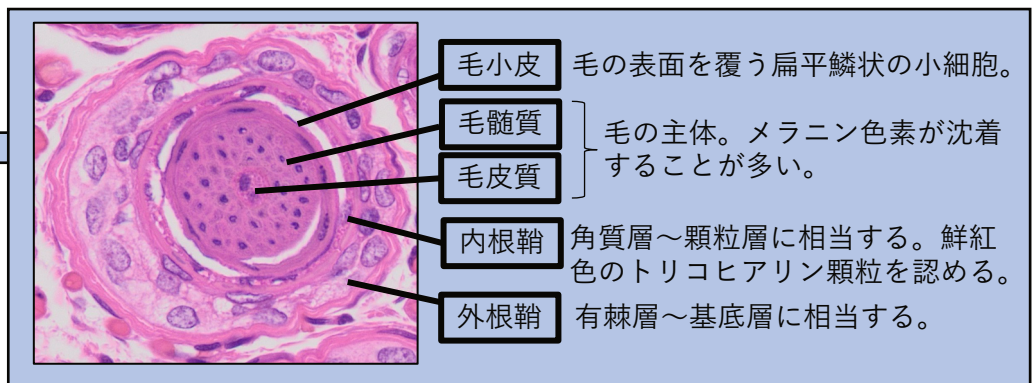 毛小皮 毛の表面を覆う扁平鱗状の小細胞。
毛髄質
毛皮質
毛の主体。メラニン色素が沈着
することが多い。
内根鞘 角質層～顆粒層に相当する。鮮紅
色のトリコヒアリン顆粒を認める。
外根鞘 有棘層～基底層に相当する。